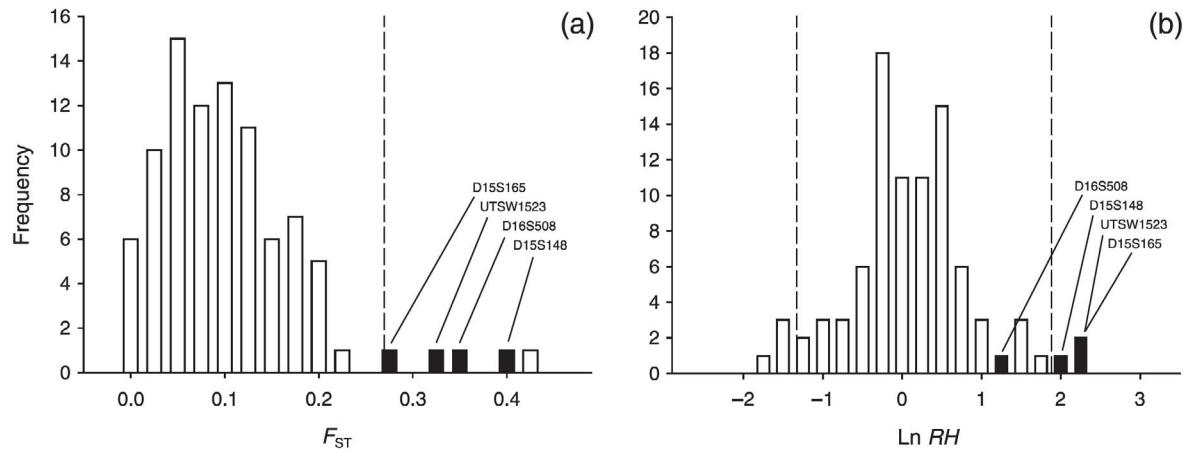 (a)
16
14
12
10
8
6
4
2
0
Frequency
D15S165
UTSW1523
D16S508
D15S148
0.0 0.1 0.2 0.3 0.4
F_ST
(b)
20
18
16
14
12
10
8
6
4
2
0
D16S508
D15S148
UTSW1523
D15S165
–2 –1 0 1 2 3
Ln RH